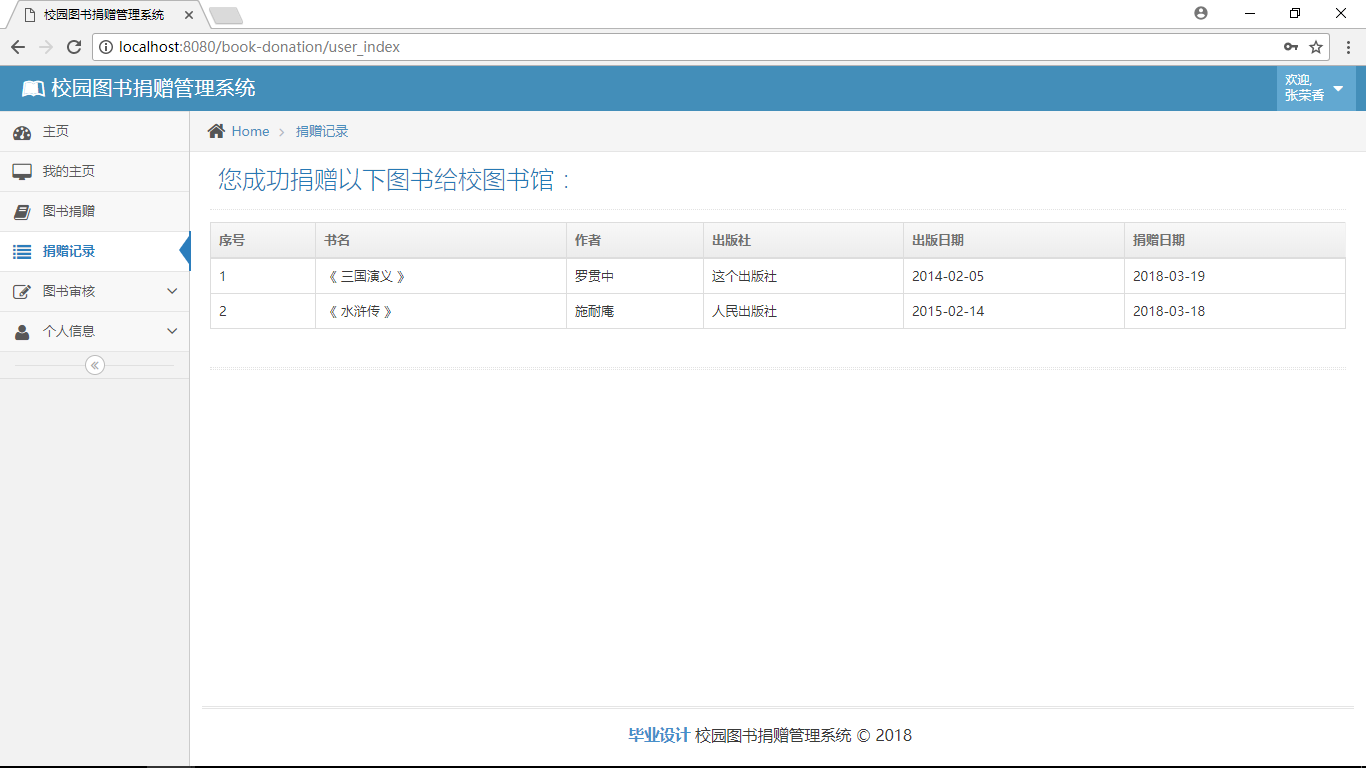 校园图书捐赠管理系统
localhost:8080/book-donation/user_index
校园图书捐赠管理系统
欢迎,
张荣香
主页
我的主页
图书捐赠
捐赠记录
图书审核
个人信息
Home 捐赠记录
您成功捐赠以下图书给校图书馆：
序号 书名 作者 出版社 出版日期 捐赠日期
1 《 三国演义 》 罗贯中 这个出版社 2014-02-05 2018-03-19
2 《 水浒传 》 施耐庵 人民出版社 2015-02-14 2018-03-18
毕业设计 校园图书捐赠管理系统 © 2018